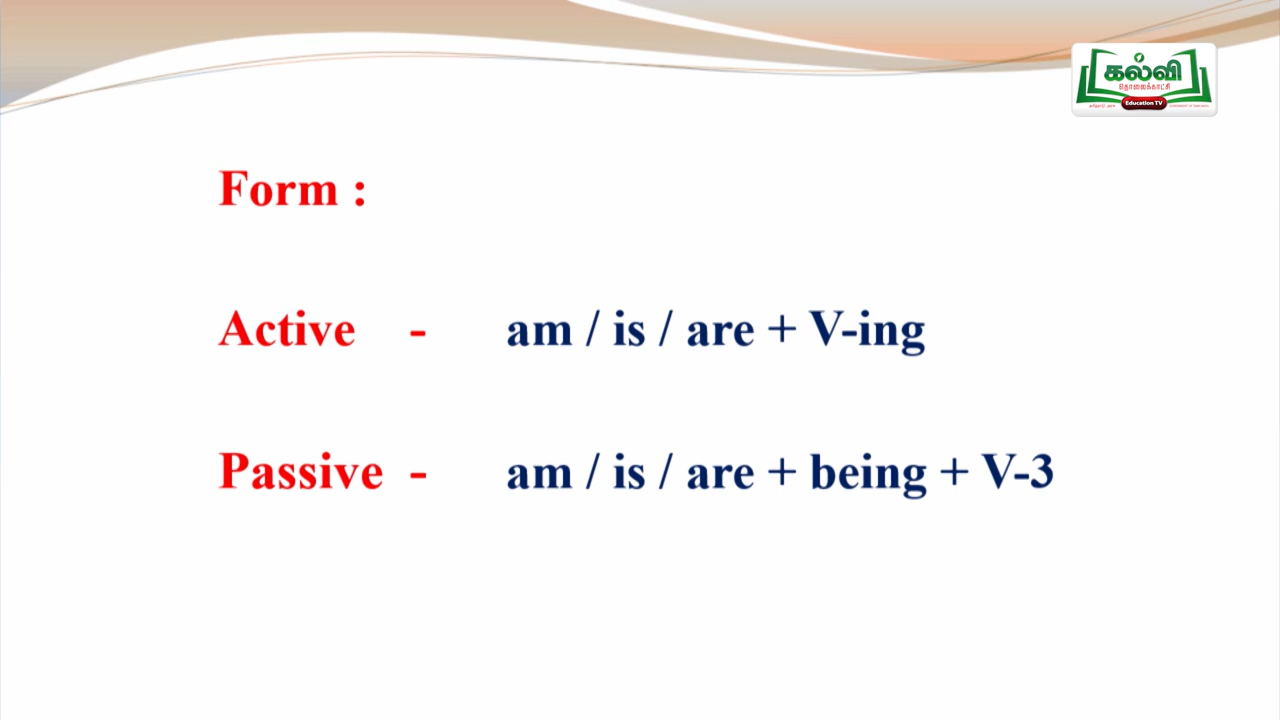 கல்வி
தொலைக்காட்சி
Education TV
Form :
Active - am / is / are + V-ing
Passive - am / is / are + being + V-3